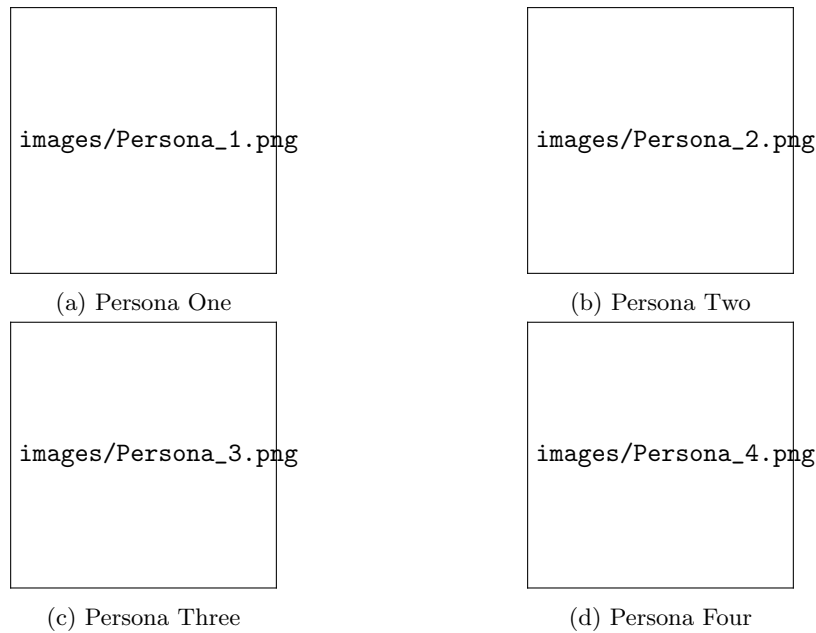 images/Persona_1.png
images/Persona_2.png
(a) Persona One
(b) Persona Two
images/Persona_3.png
images/Persona_4.png
(c) Persona Three
(d) Persona Four